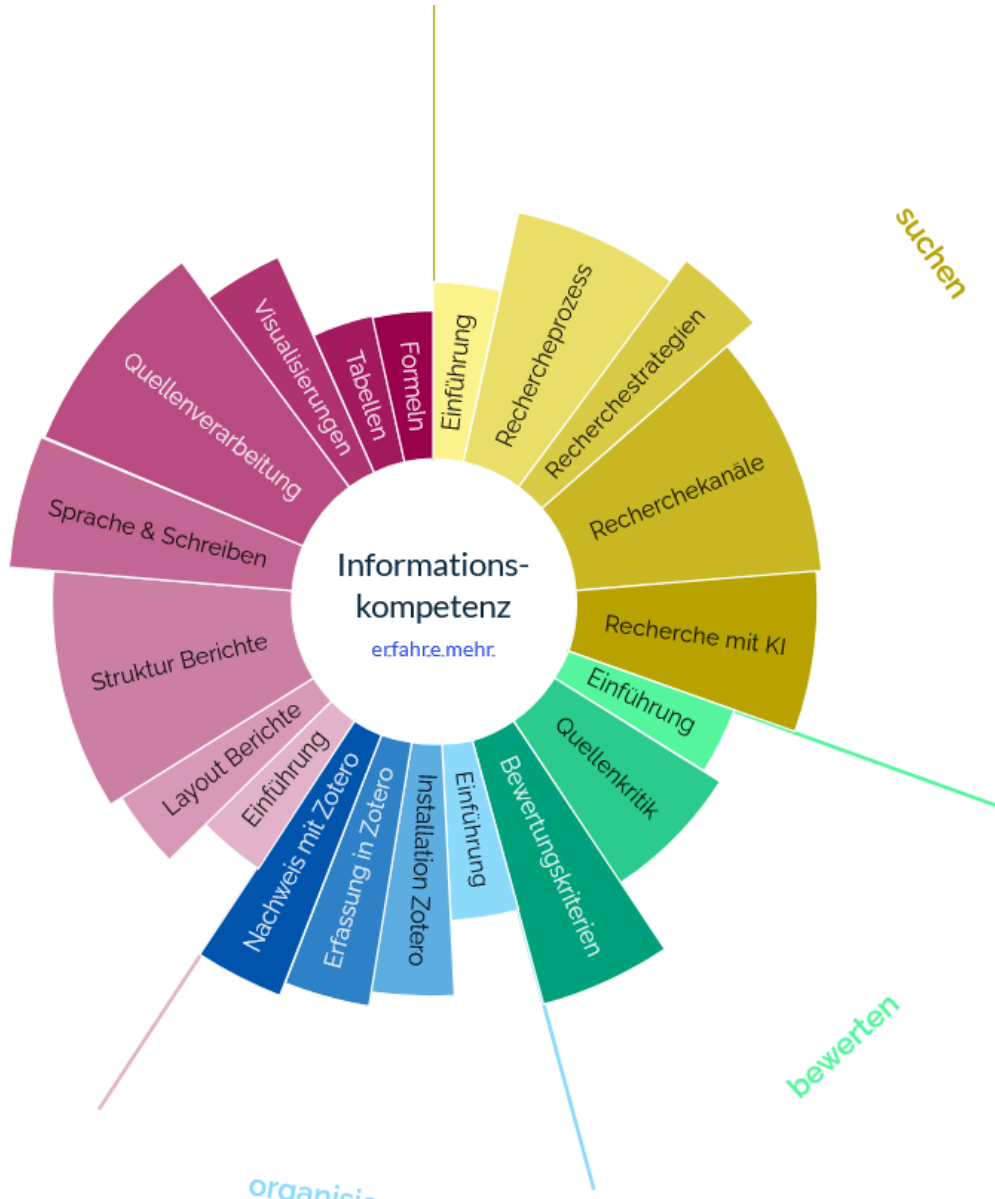 suchen
Einführung
Rechercheprozess
Recherchestrategien
Recherchekanäle
Recherche mit KI
Einführung
Quellenkritik
Bewertungskriterien
bewerten
Einführung
Installation Zotero
Erfassung in Zotero
Nachweis mit Zotero
Einführung
Layout Berichte
Struktur Berichte
Sprache & Schreiben
Quellenverarbeitung
Visualisierungen
Tabellen
Formeln
Informations-
kompetenz
erfahre mehr